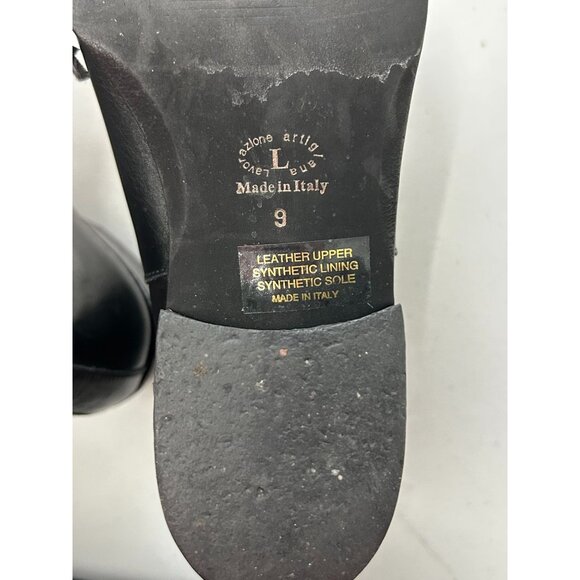 Lavorazione artigiana
L
Made in Italy
9
LEATHER UPPER
SYNTHETIC LINING
SYNTHETIC SOLE
MADE IN ITALY